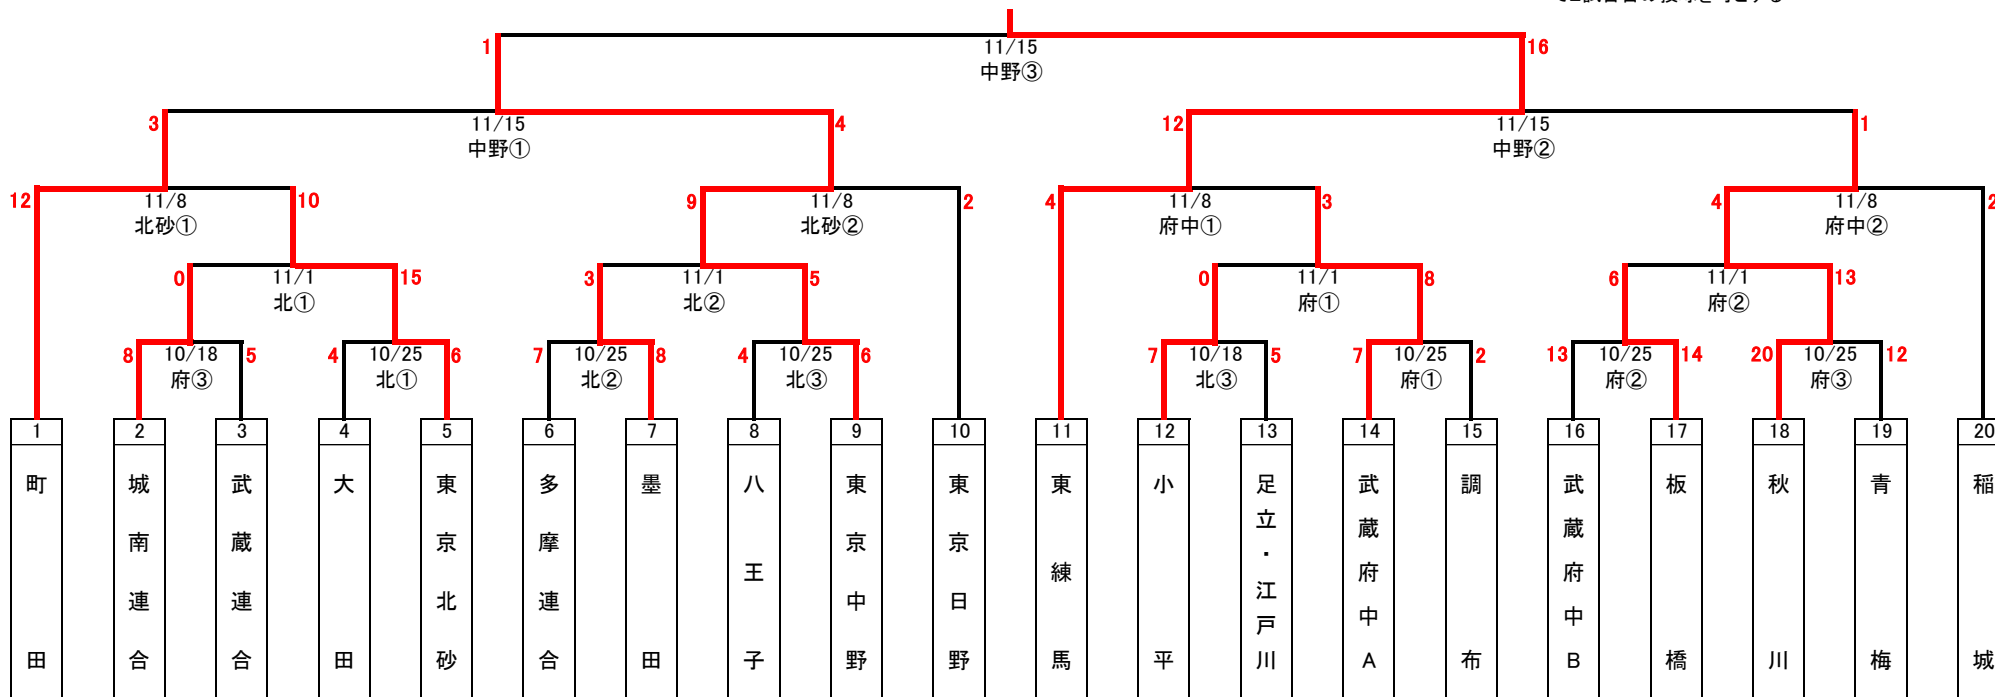 1 16
11/15
中野③
3 4 12 1
11/15 11/15
中野① 中野②
12 10 9 2 4 3 4 2
11/8 11/8 11/8 11/8
北砂① 北砂② 府中① 府中②
0 15 3 5 0 8 6 13
11/1 11/1 11/1 11/1
北① 北② 府① 府②
8 5 4 6 7 8 4 6 7 5 7 2 13 14 20 12
10/18 10/25 10/25 10/25 10/18 10/25 10/25 10/25
府③ 北① 北② 北③ 北③ 府① 府② 府③
1 2 3 4 5 6 7 8 9 10 11 12 13 14 15 16 17 18 19 20
町田
城南連合
武蔵連合
大田
東京北砂
多摩連合
墨田
八王子
東京中野
東京日野
東練馬
小平
足立・江戸川
武蔵府中A
調布
武蔵府中B
板橋
秋川
青梅
稲城